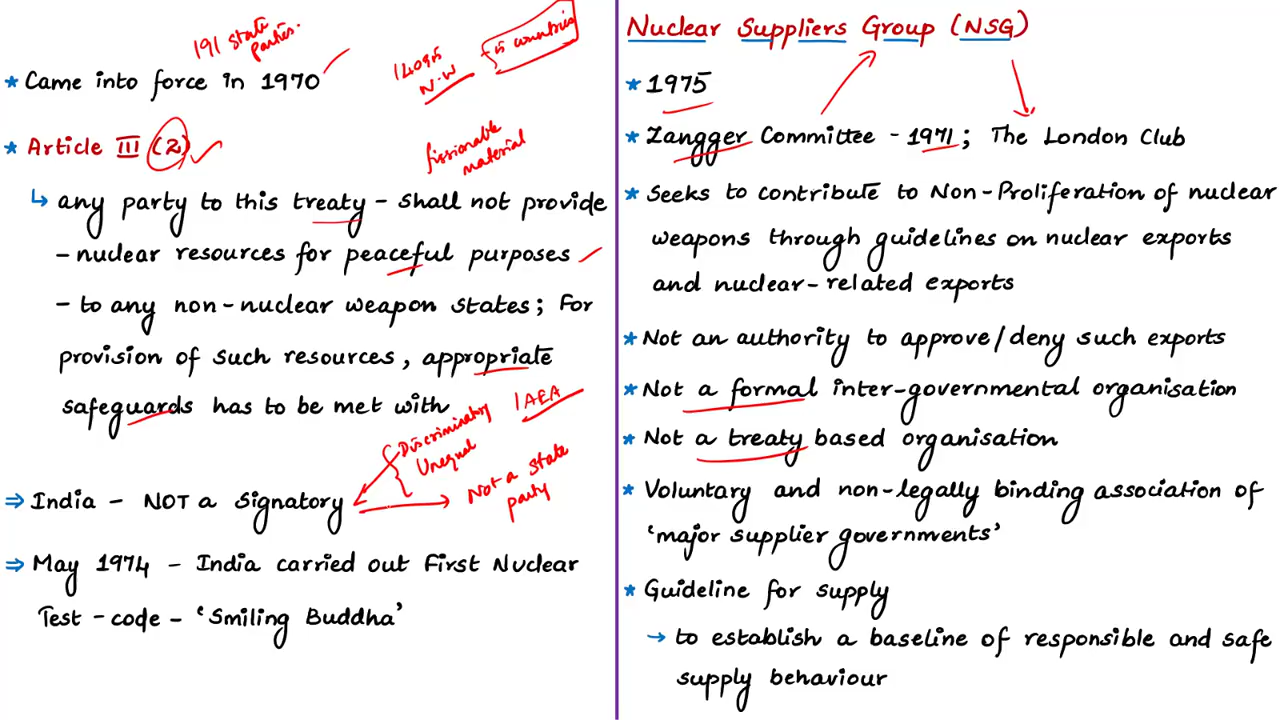 191 State
Parties.
* Came into force in 1970
14095
N.W
15 countries
* Article III (2)
fissionable
material
↳ any party to this treaty - Shall not provide
- nuclear resources for peaceful purposes
- to any non-nuclear weapon states; For
provision of such resources, appropriate
safeguards has to be met with
IAEA
Discriminatory
Unequal
⇒ India - NOT a Signatory
Not a State
party
⇒ May 1974 - India carried out First Nuclear
Test - code - 'Smiling Buddha'
Nuclear Suppliers Group (NSG)
* 1975
* Zangger Committee - 1971; The London Club
* Seeks to contribute to Non-Proliferation of nuclear
weapons through guidelines on nuclear exports
and nuclear-related exports
* Not an authority to approve/deny such exports
* Not a formal inter-governmental organisation
* Not a treaty based organisation
* Voluntary and non-legally binding association of
'major supplier governments'
* Guideline for supply
→ to establish a baseline of responsible and safe
supply behaviour